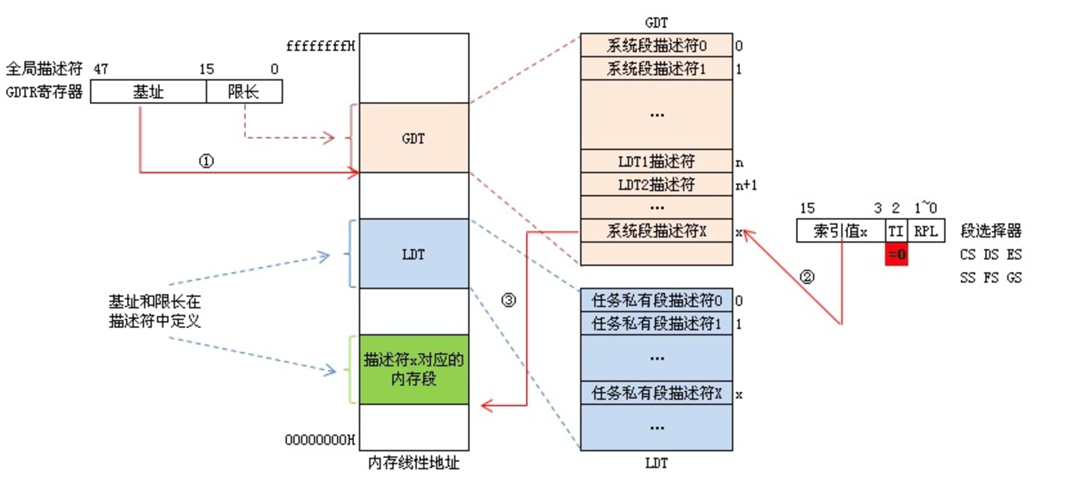 GDT
ffffffffH
系统段描述符0
0
全局描述符
47
15
0
系统段描述符1
1
GDTR寄存器
基址
限长
…
GDT
①
LDT1描述符
n
LDT2描述符
n+1
…
15
3
2
1~0
系统段描述符X
x
索引值x
TI
RPL
段选择器
=0
CS DS ES
LDT
②
SS FS GS
基址和限长在
描述符中定义
③
任务私有段描述符0
0
任务私有段描述符1
1
…
描述符x对应的
内存段
任务私有段描述符X
x
…
00000000H
内存线性地址
LDT